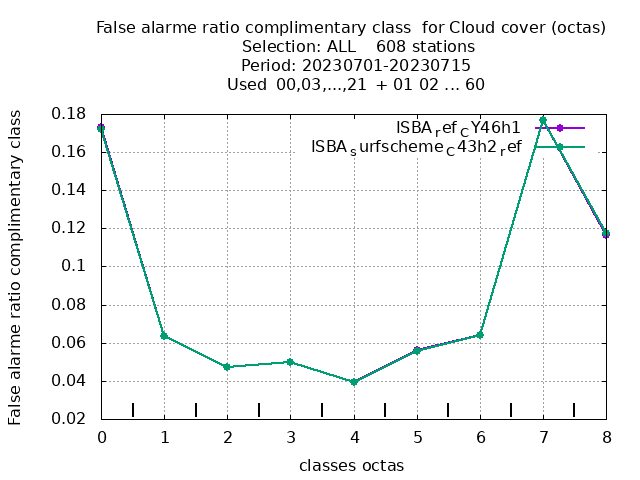 False alarme ratio complimentary class  for Cloud cover (octas)
Selection: ALL    608 stations
Period: 20230701-20230715
Used  00,03,...,21  + 01 02 ... 60
ISBA_ref_CY46h1
ISBA_surfscheme_C43h2_ref
False alarme ratio complimentary class
0.18
0.16
0.14
0.12
0.1
0.08
0.06
0.04
0.02
0 1 2 3 4 5 6 7 8
classes octas